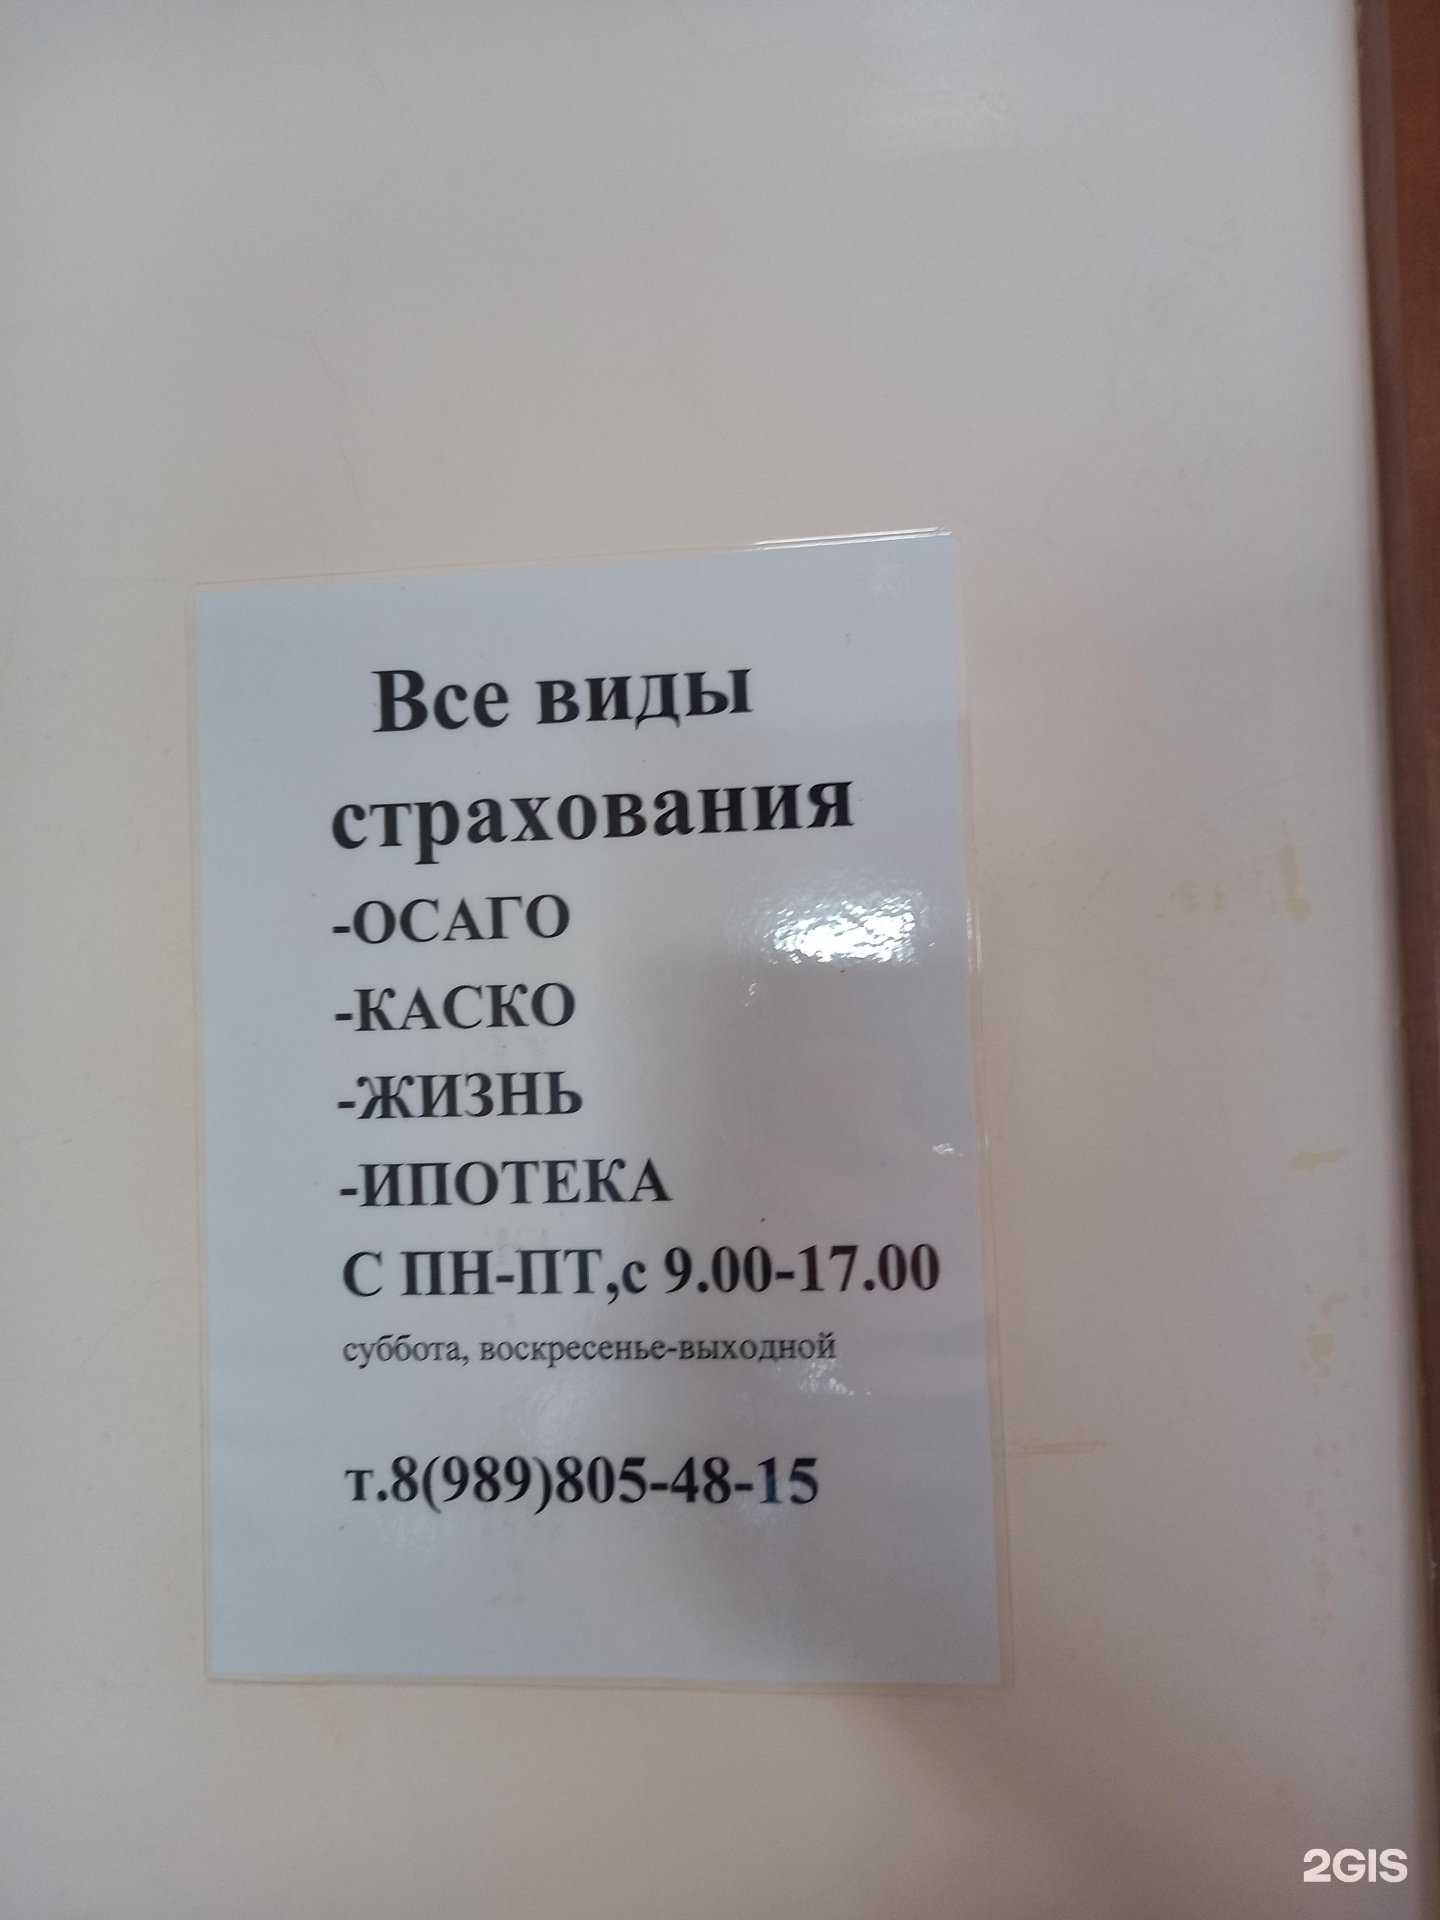 Все виды
страхования
-ОСАГО
-КАСКО
-ЖИЗНЬ
-ИПОТЕКА
С ПН-ПТ,с 9.00-17.00
суббота, воскресенье-выходной
т.8(989)805-48-15
2GIS